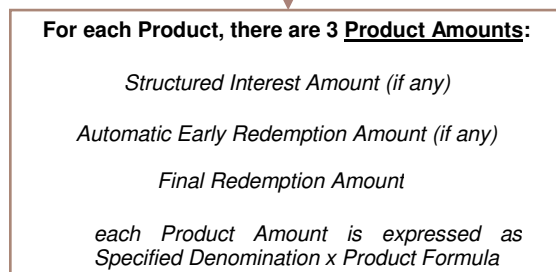 For each Product, there are 3 Product Amounts:
Structured Interest Amount (if any)
Automatic Early Redemption Amount (if any)
Final Redemption Amount
each Product Amount is expressed as
Specified Denomination x Product Formula